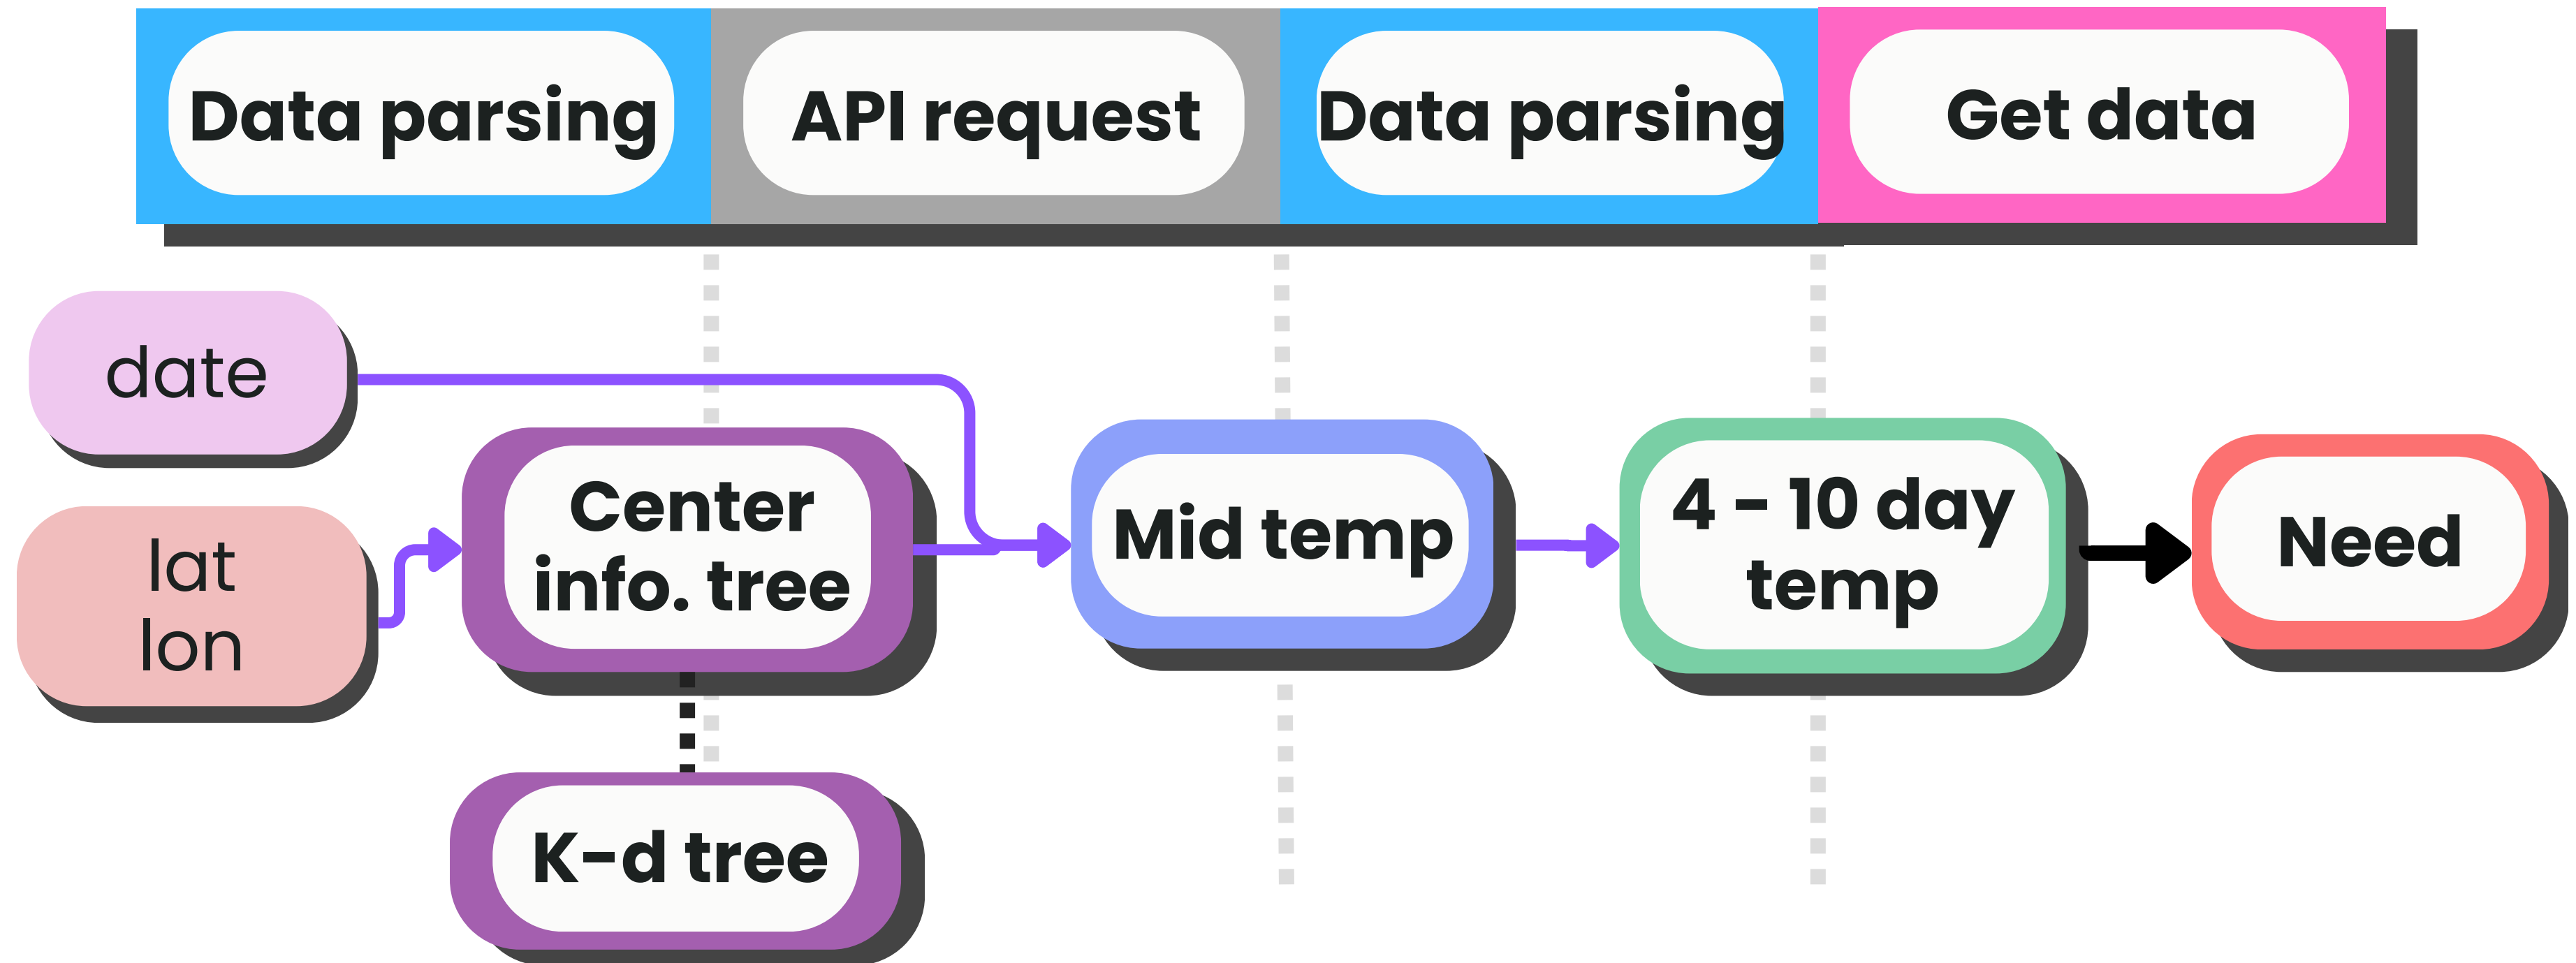 Data parsing
API request
Data parsing
Get data
date
lat
lon
Center
info. tree
Mid temp
4 - 10 day
temp
Need
K-d tree